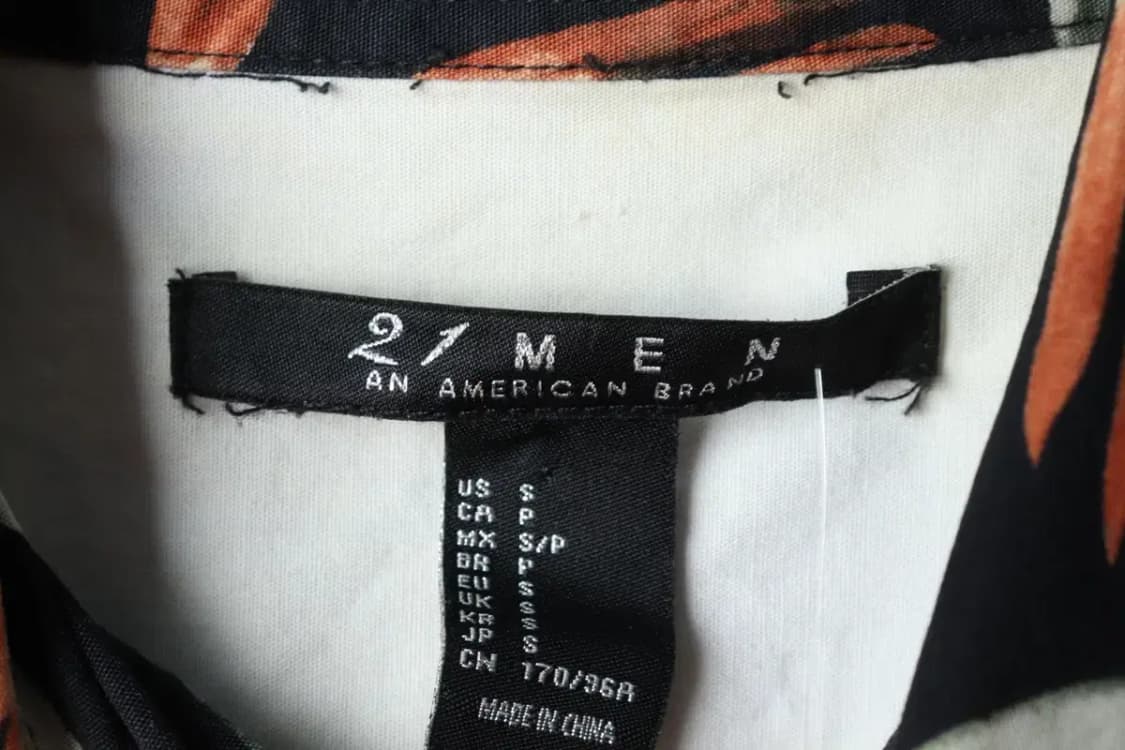 21 MEN
AN AMERICAN BRAND
US S
CA P
MX S/P
BR P
EU S
UK S
KR S
JP S
CN 170/96A
MADE IN CHINA